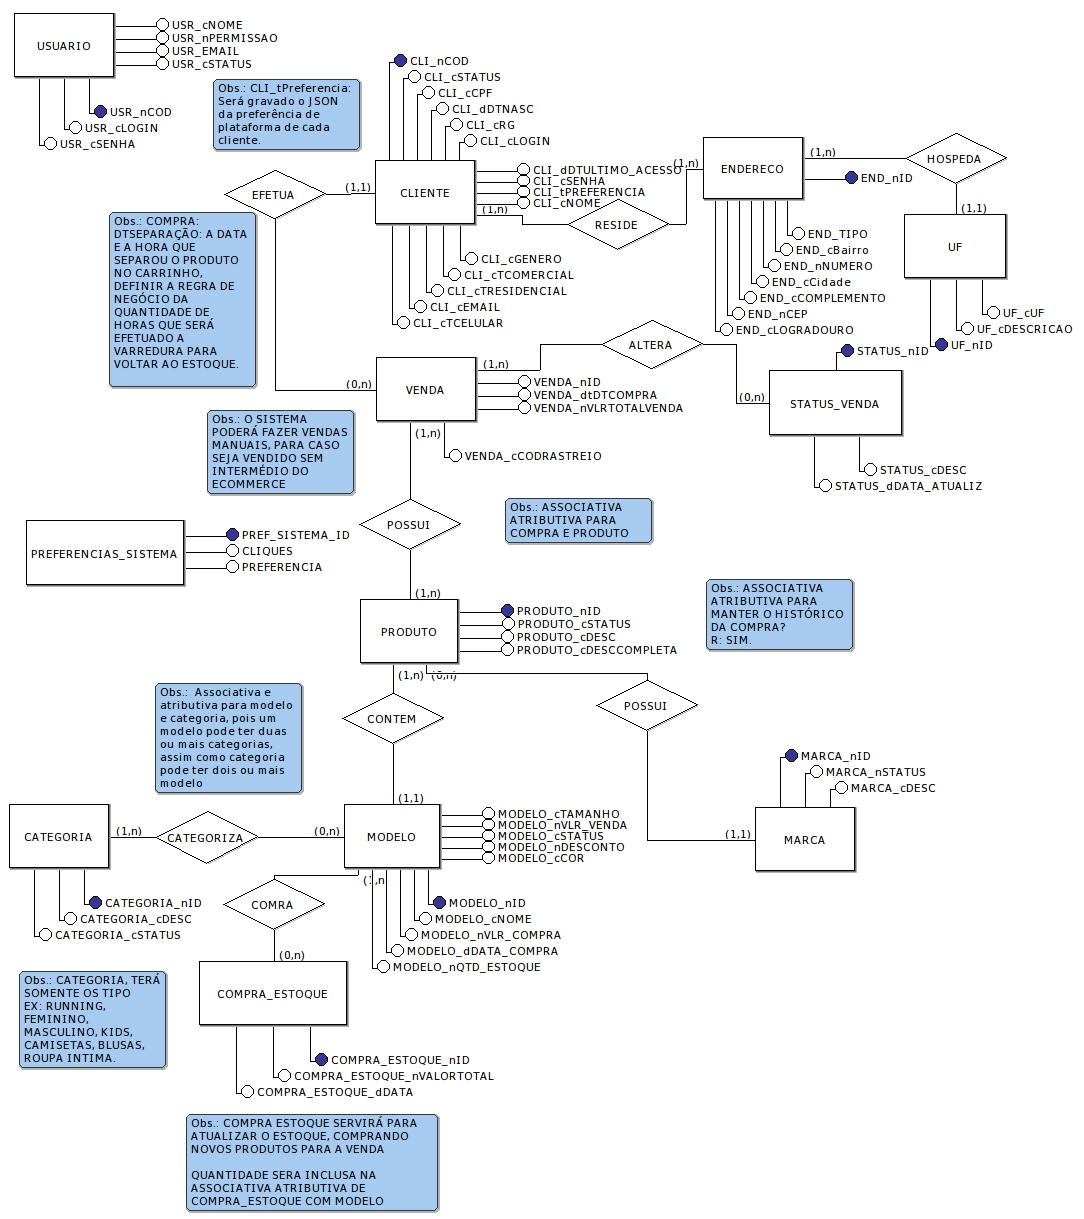 USUARIO
USR_cNOME
USR_nPERMISSAO
USR_EMAIL
USR_cSTATUS
USR_nCOD
USR_cLOGIN
USR_cSENHA
Obs.: CLI_tPreferencia:
Será gravado o JSON
da preferência de
plataforma de cada
cliente.
CLI_nCOD
CLI_cSTATUS
CLI_cCPF
CLI_dDTNASC
CLI_cRG
CLI_cLOGIN
CLIENTE
CLI_dDTULTIMO_ACESSO
CLI_cSENHA
CLI_tPREFERENCIA
CLI_cNOME
CLI_cGENERO
CLI_cTCOMERCIAL
CLI_cTRESIDENCIAL
CLI_cEMAIL
CLI_cTCELULAR
EFETUA
(1,1)
(1,n)
RESIDE
(1,n)
ENDERECO
(1,n)
END_nID
END_TIPO
END_cBairro
END_nNUMERO
END_cCidade
END_cCOMPLEMENTO
END_nCEP
END_cLOGRADOURO
HOSPEDA
(1,1)
UF
UF_cUF
UF_cDESCRICAO
UF_nID
Obs.: COMPRA:
DTSEPARAÇÃO: A DATA
E A HORA QUE
SEPAROU O PRODUTO
NO CARRINHO,
DEFINIR A REGRA DE
NEGÓCIO DA
QUANTIDADE DE
HORAS QUE SERÁ
EFETUADO A
VARREDURA PARA
VOLTAR AO ESTOQUE.
(0,n)
VENDA
(1,n)
VENDA_nID
VENDA_dtDTCOMPRA
VENDA_nVLRTOTALVENDA
VENDA_cCODRASTREIO
(1,n)
ALTERA
(0,n)
STATUS_nID
STATUS_VENDA
STATUS_cDESC
STATUS_dDATA_ATUALIZ
Obs.: O SISTEMA
PODERÁ FAZER VENDAS
MANUAIS, PARA CASO
SEJA VENDIDO SEM
INTERMÉDIO DO
ECOMMERCE
POSSUI
(1,n)
Obs.: ASSOCIATIVA
ATRIBUTIVA PARA
COMPRA E PRODUTO
PREFERENCIAS_SISTEMA
PREF_SISTEMA_ID
CLIQUES
PREFERENCIA
PRODUTO
PRODUTO_nID
PRODUTO_cSTATUS
PRODUTO_cDESC
PRODUTO_cDESCCOMPLETA
Obs.: ASSOCIATIVA
ATRIBUTIVA PARA
MANTER O HISTÓRICO
DA COMPRA?
R: SIM.
(1,n)
(0,n)
POSSUI
(1,1)
MARCA_nID
MARCA_nSTATUS
MARCA_cDESC
MARCA
Obs.: Associativa e
atributiva para modelo
e categoria, pois um
modelo pode ter duas
ou mais categorias,
assim como categoria
pode ter dois ou mais
modelo
CONTEM
(1,1)
CATEGORIA
(1,n)
CATEGORIZA
(0,n)
MODELO
MODELO_cTAMANHO
MODELO_nVLR_VENDA
MODELO_cSTATUS
MODELO_nDESCONTO
MODELO_cCOR
CATEGORIA_nID
CATEGORIA_cDESC
CATEGORIA_cSTATUS
(1,n)
COMRA
(0,n)
MODELO_nID
MODELO_cNOME
MODELO_nVLR_COMPRA
MODELO_dDATA_COMPRA
MODELO_nQTD_ESTOQUE
Obs.: CATEGORIA, TERÁ
SOMENTE OS TIPO
EX: RUNNING,
FEMININO,
MASCULINO, KIDS,
CAMISETAS, BLUSAS,
ROUPA INTIMA.
COMPRA_ESTOQUE
COMPRA_ESTOQUE_nID
COMPRA_ESTOQUE_nVALORTOTAL
COMPRA_ESTOQUE_dDATA
Obs.: COMPRA ESTOQUE SERVIRÁ PARA
ATUALIZAR O ESTOQUE, COMPRANDO
NOVOS PRODUTOS PARA A VENDA
QUANTIDADE SERA INCLUSA NA
ASSOCIATIVA ATRIBUTIVA DE
COMPRA_ESTOQUE COM MODELO